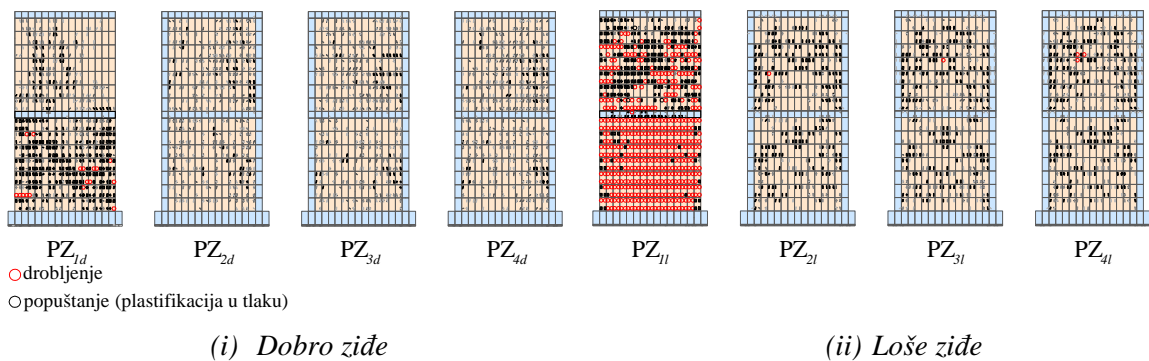 PZ1d PZ2d PZ3d PZ4d PZ1l PZ2l PZ3l PZ4l
drobljenje
popuštanje (plastifikacija u tlaku)
(i) Dobro ziđe (ii) Loše ziđe